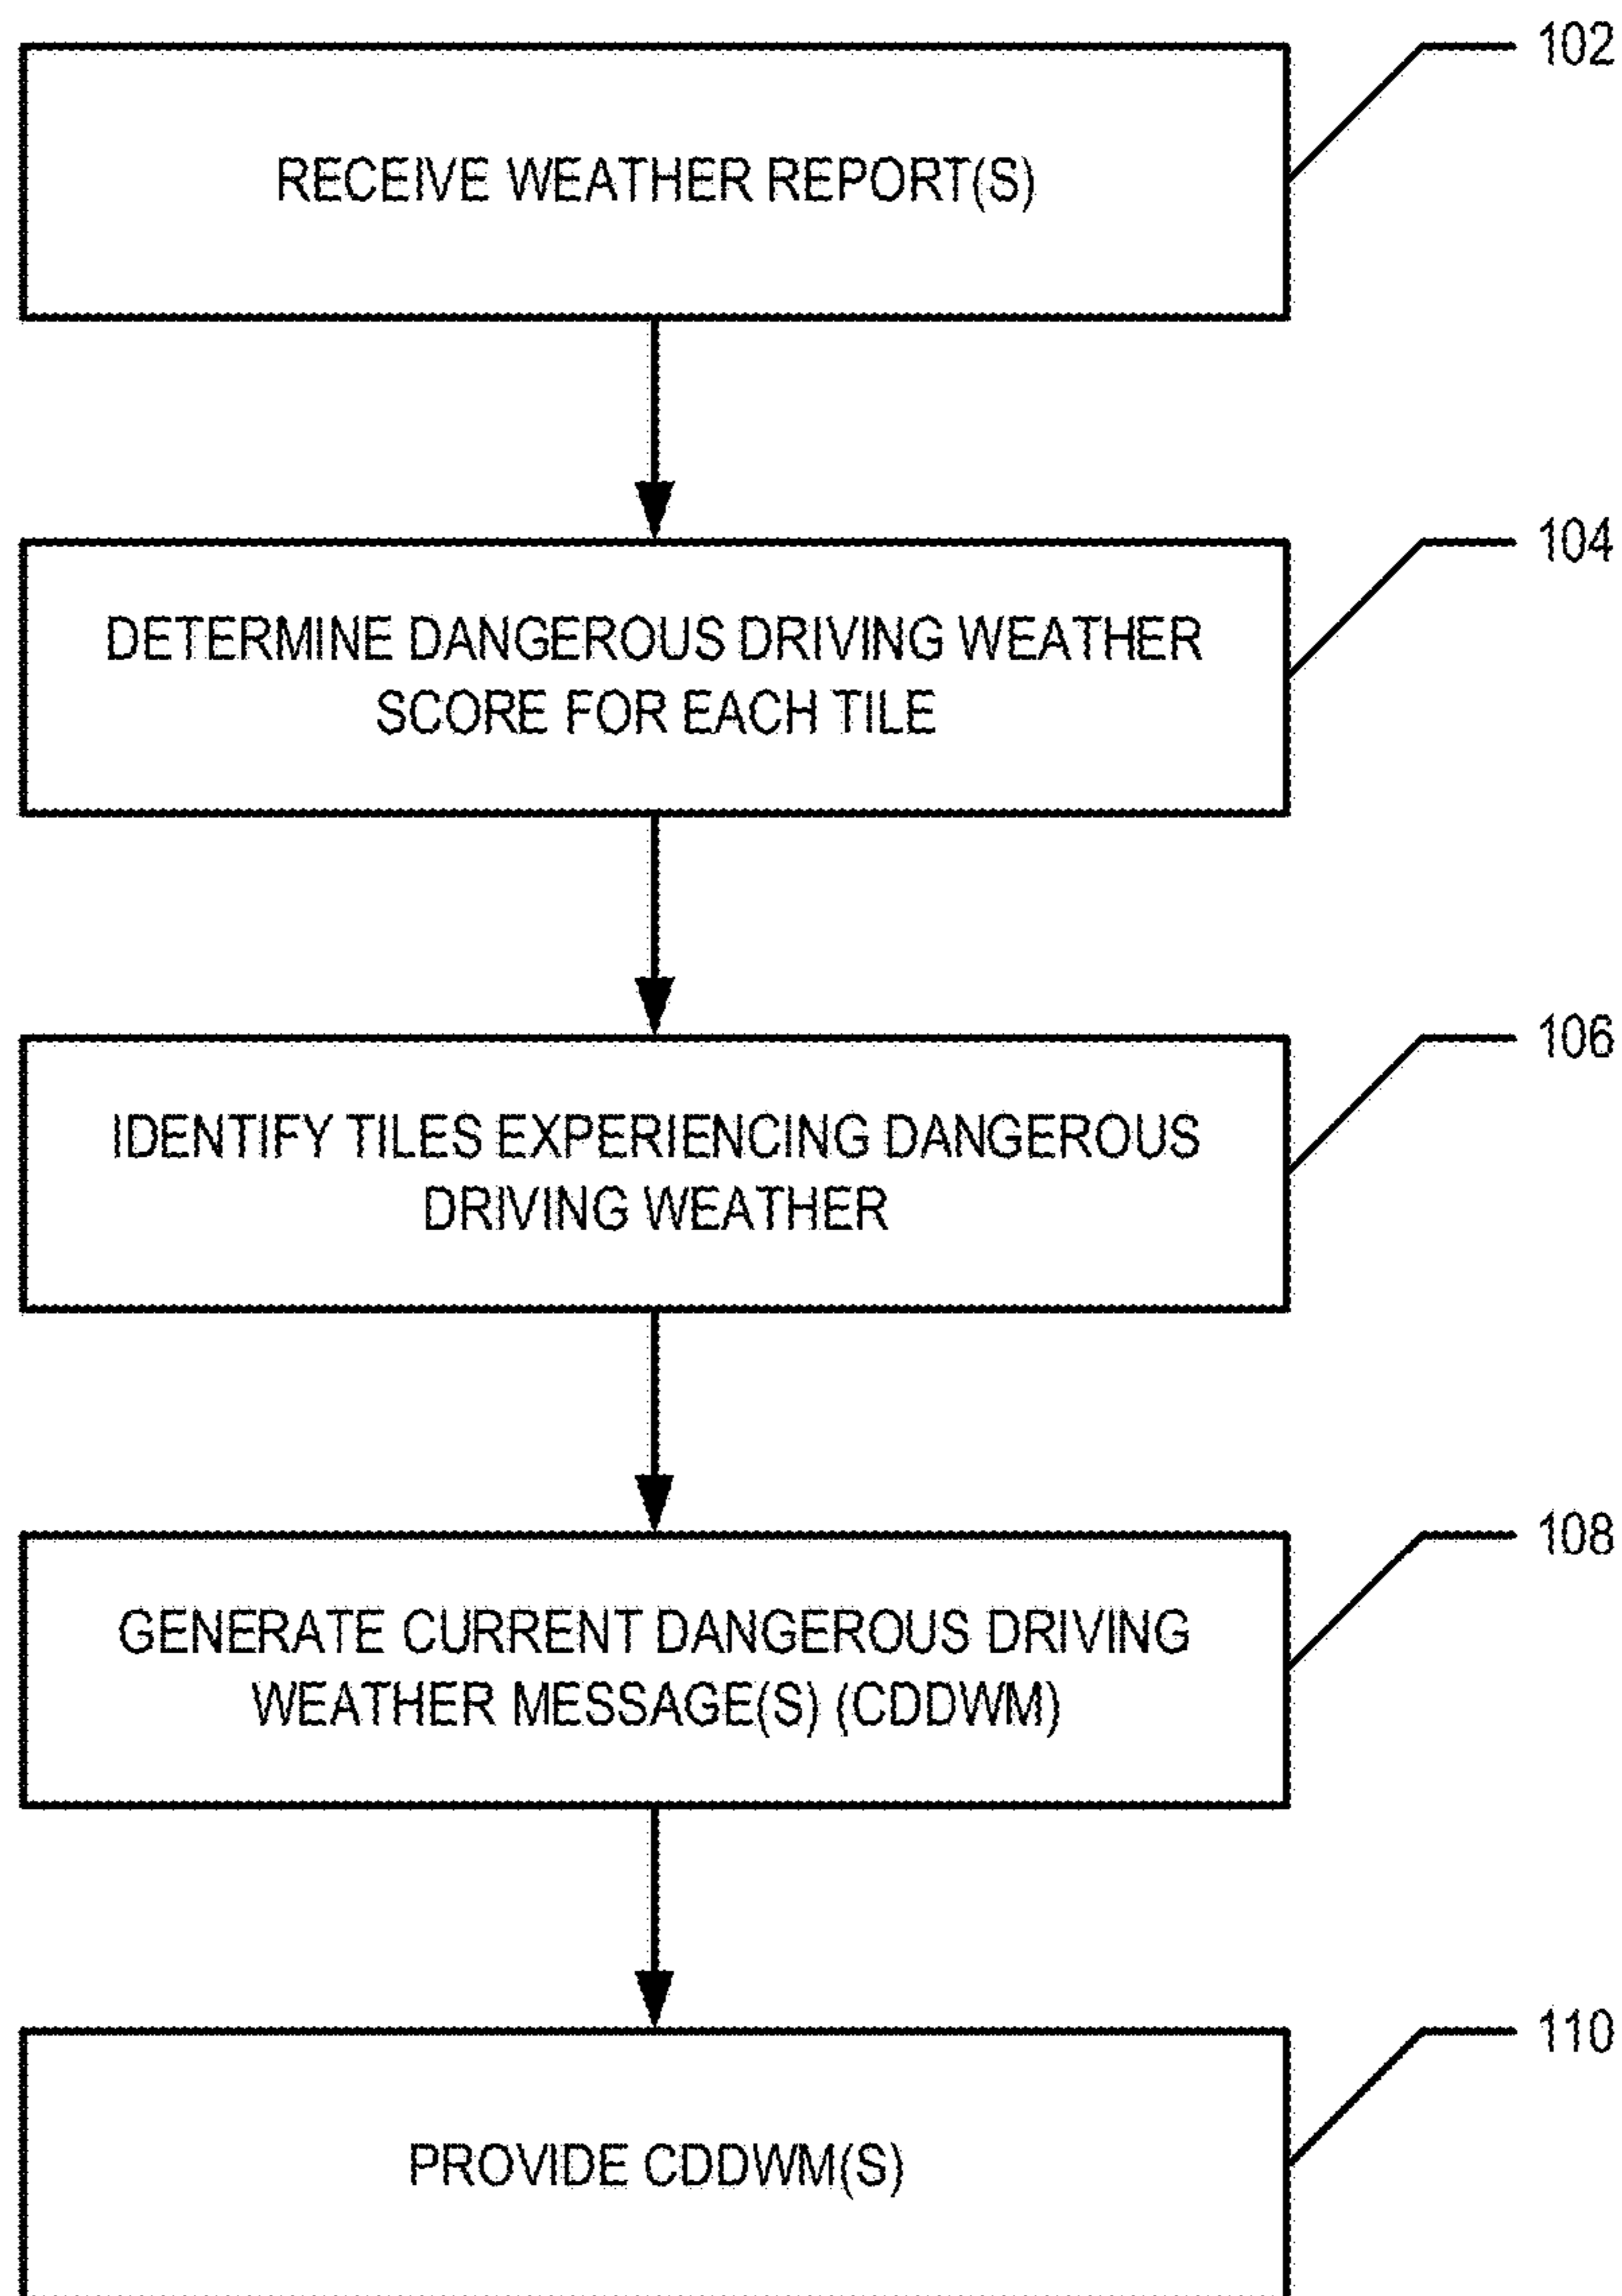 102
RECEIVE WEATHER REPORT(S)
104
DETERMINE DANGEROUS DRIVING WEATHER
SCORE FOR EACH TILE
106
IDENTIFY TILES EXPERIENCING DANGEROUS
DRIVING WEATHER
108
GENERATE CURRENT DANGEROUS DRIVING
WEATHER MESSAGE(S) (CDDWM)
110
PROVIDE CDDWM(S)